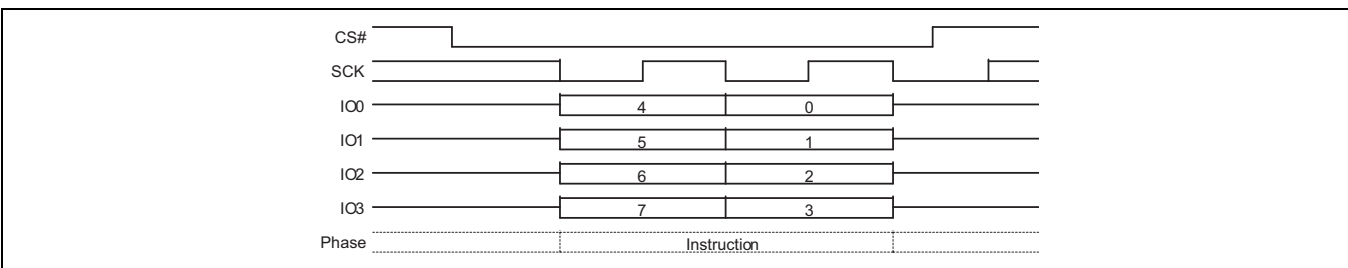 CS#
SCK
IO0 4 0
IO1 5 1
IO2 6 2
IO3 7 3
Phase Instruction